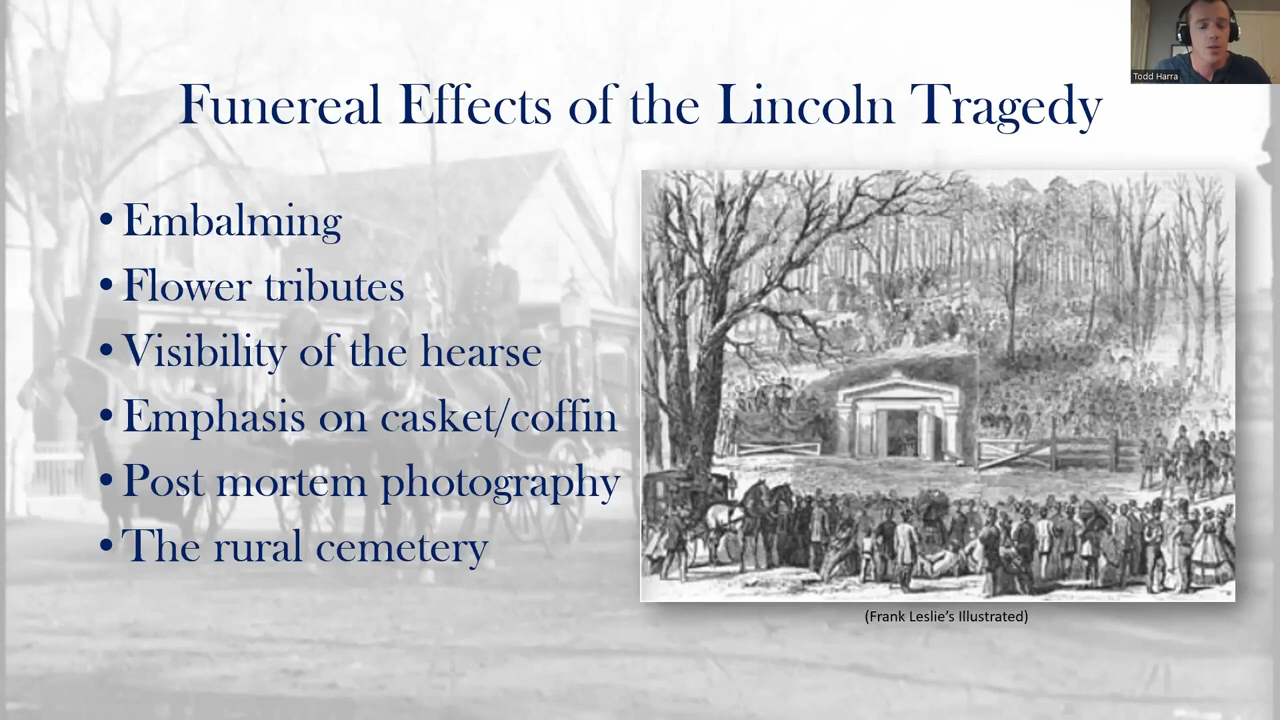 Todd Harra
Funereal Effects of the Lincoln Tragedy
• Embalming
• Flower tributes
• Visibility of the hearse
• Emphasis on casket/coffin
• Post mortem photography
• The rural cemetery
(Frank Leslie’s Illustrated)